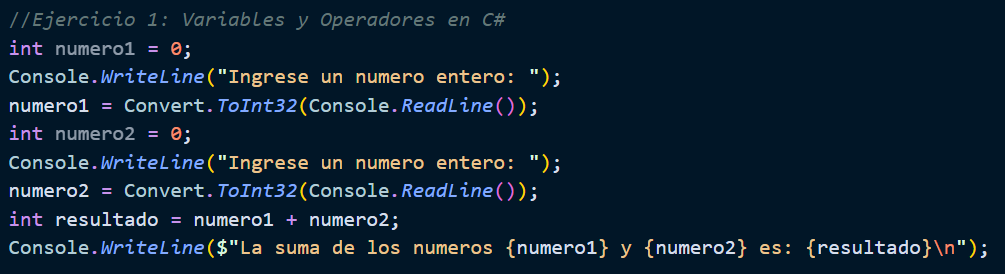 //Ejercicio 1: Variables y Operadores en C#
int numero1 = 0;
Console.WriteLine("Ingrese un numero entero: ");
numero1 = Convert.ToInt32(Console.ReadLine());
int numero2 = 0;
Console.WriteLine("Ingrese un numero entero: ");
numero2 = Convert.ToInt32(Console.ReadLine());
int resultado = numero1 + numero2;
Console.WriteLine($"La suma de los numeros {numero1} y {numero2} es: {resultado}\n");